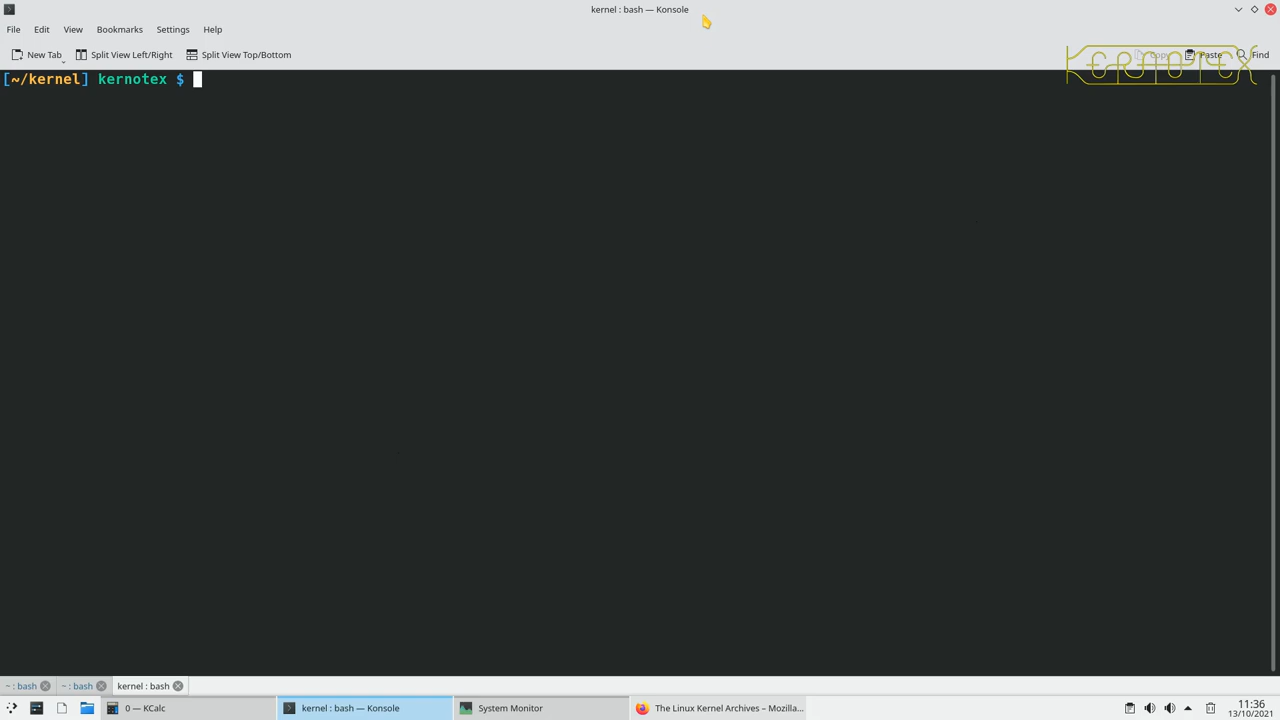 kernel : bash — Konsole
File Edit View Bookmarks Settings Help
New Tab Split View Left/Right Split View Top/Bottom Copy Paste Find
KERNOTEX
[~/kernel] kernotex $
~ : bash ~ : bash kernel : bash
0 — KCalc kernel : bash — Konsole System Monitor The Linux Kernel Archives – Mozilla... 11:36
13/10/2021